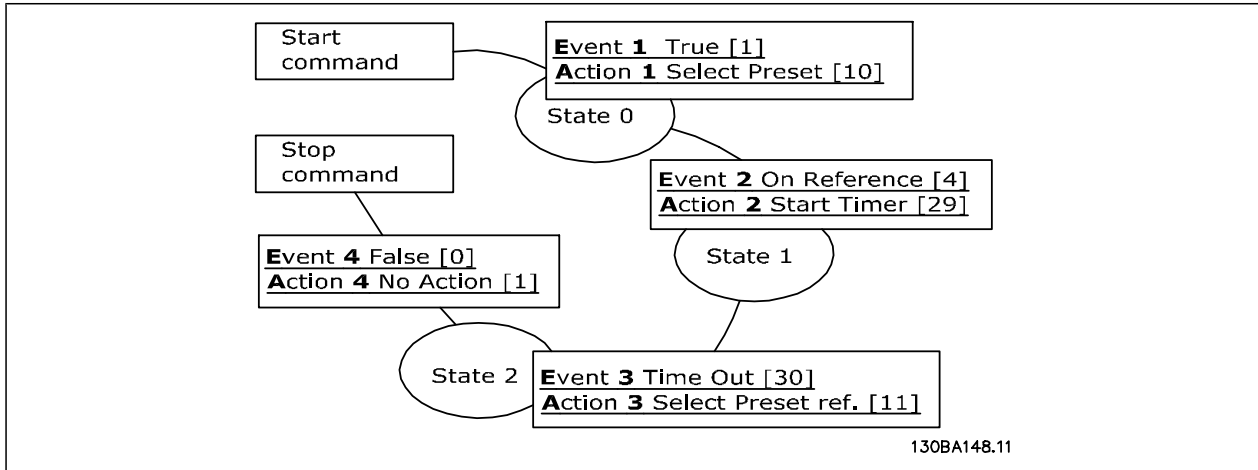 Start
command
Event 1 True [1]
Action 1 Select Preset [10]
State 0
Stop
command
Event 2 On Reference [4]
Action 2 Start Timer [29]
State 1
Event 4 False [0]
Action 4 No Action [1]
State 2
Event 3 Time Out [30]
Action 3 Select Preset ref. [11]
130BA148.11